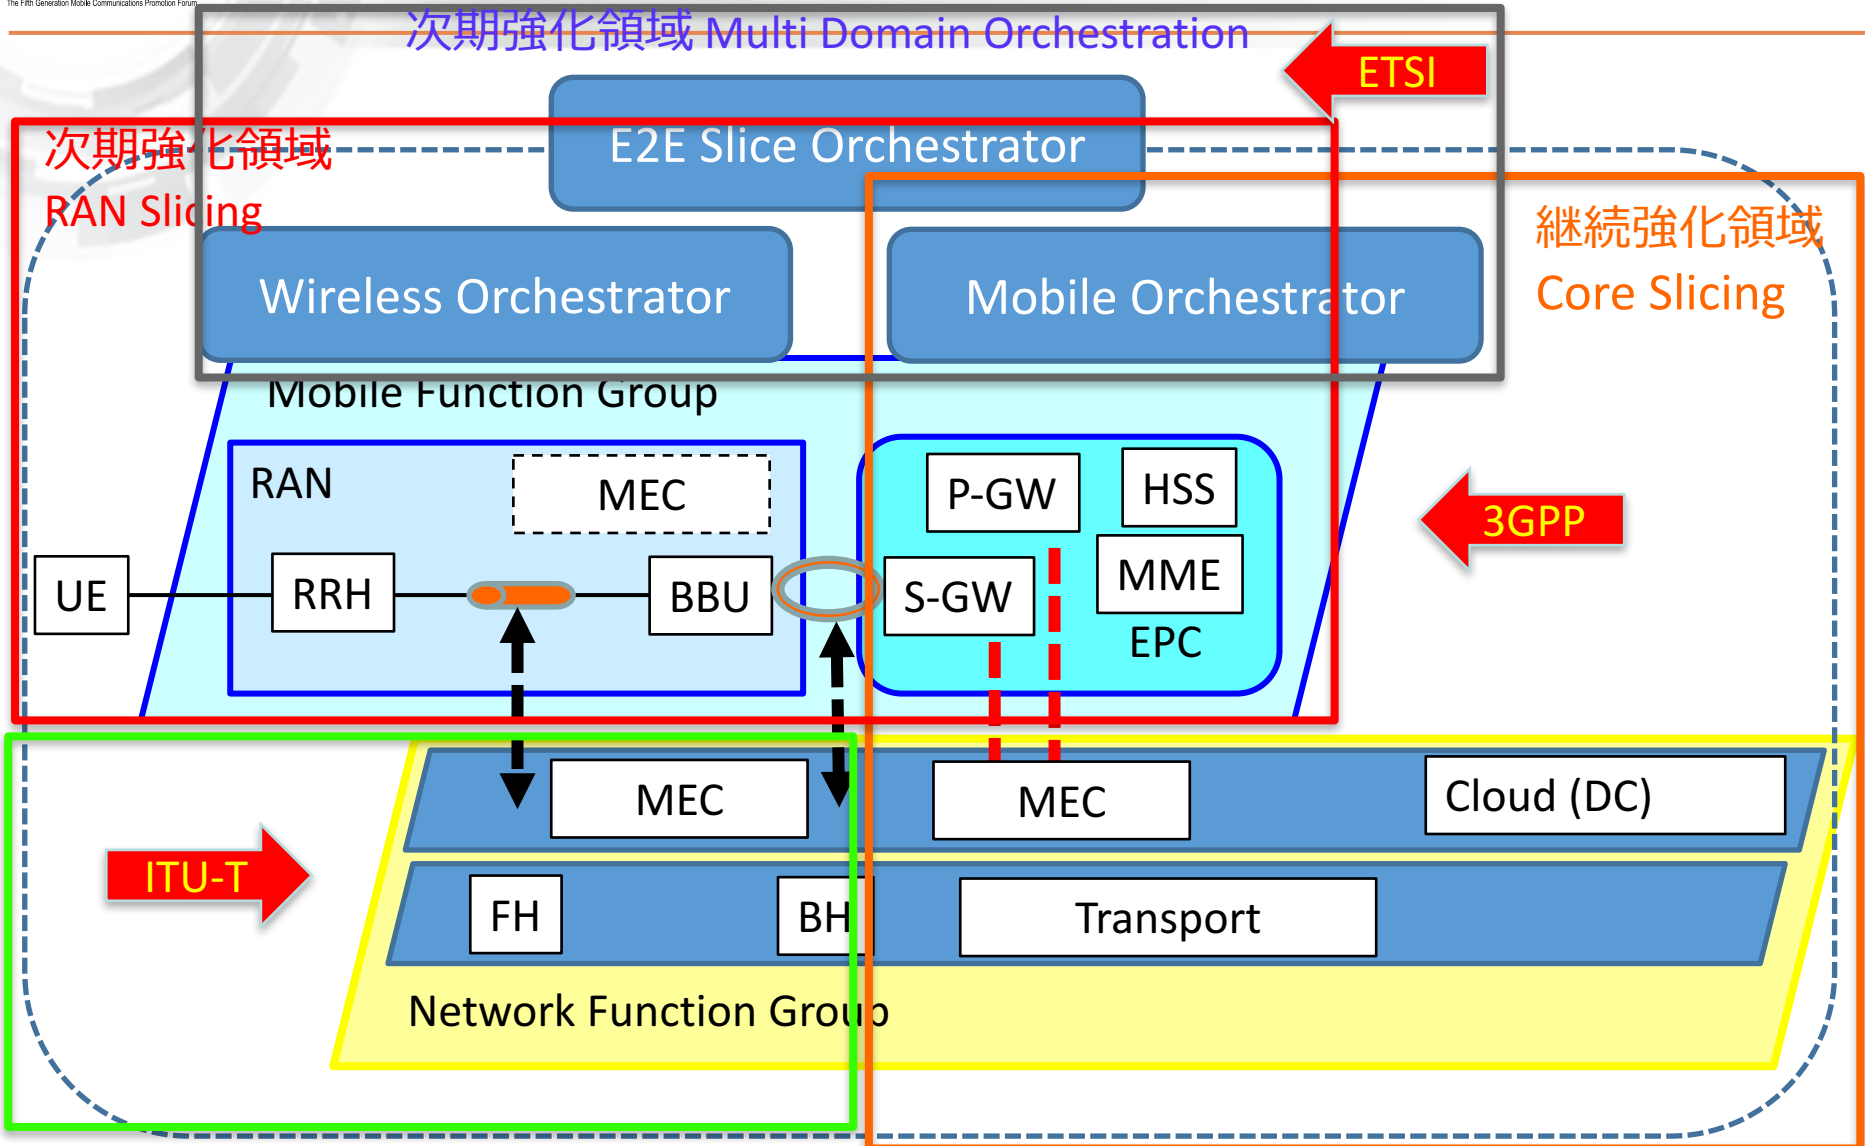 The Fifth Generation Mobile Communications Promotion Forum
次期強化領域 Multi Domain Orchestration
ETSI
E2E Slice Orchestrator
次期強化領域
RAN Slicing
継続強化領域
Core Slicing
Wireless Orchestrator
Mobile Orchestrator
Mobile Function Group
RAN
MEC
P-GW
HSS
3GPP
UE
RRH
BBU
S-GW
MME
EPC
MEC
MEC
Cloud (DC)
ITU-T
FH
BH
Transport
Network Function Group